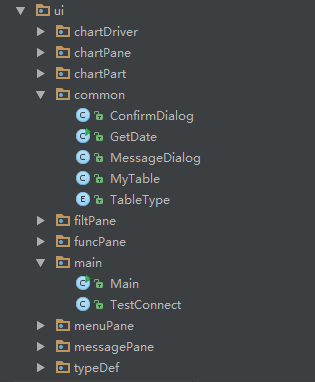 ui
chartDriver
chartPane
chartPart
common
C ConfirmDialog
C GetDate
C MessageDialog
C MyTable
E TableType
filtPane
funcPane
main
C Main
C TestConnect
menuPane
messagePane
typeDef